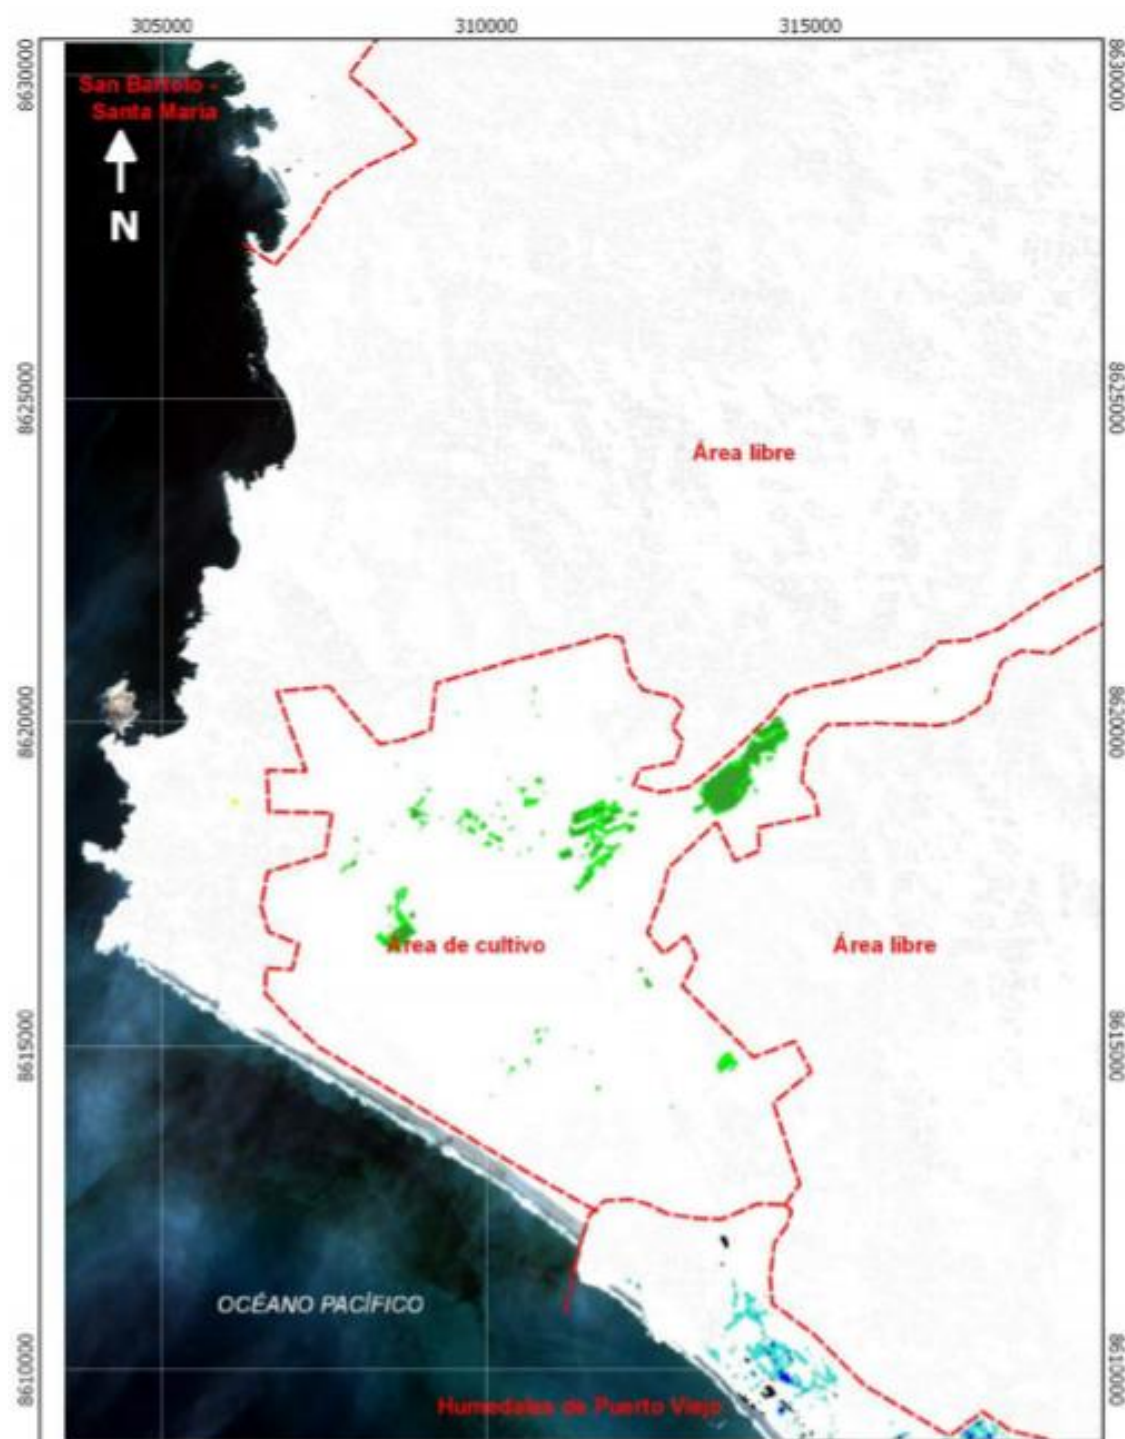 305000
310000
315000
8630000
8630000
San Bartolo -
Santa María
N
8625000
8625000
Área libre
8620000
8620000
Área de cultivo
Área libre
8615000
8615000
OCÉANO PACÍFICO
8610000
8610000
Humedales de Puerto Viejo